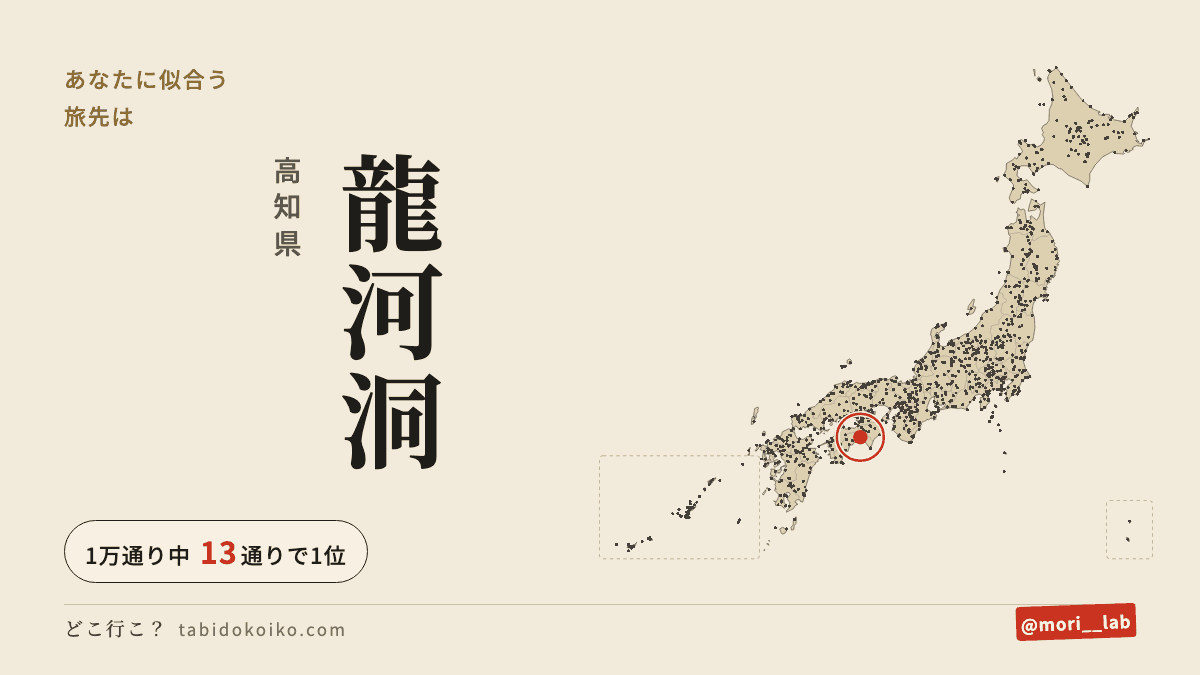 あなたに似合う
旅先は
龍河洞
高知県
1万通り中 13通りで1位
どこ行こ？ tabidokoiko.com
@mori__lab